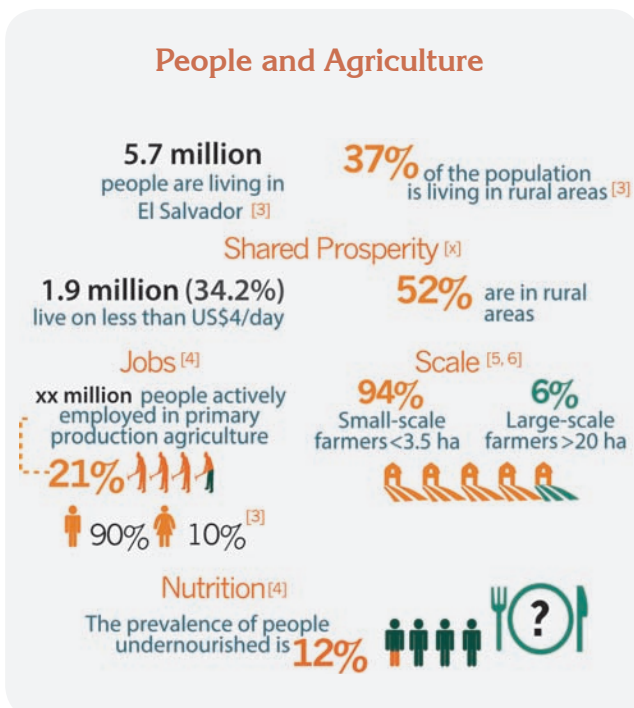 People and Agriculture
5.7 million
people are living in
El Salvador [3]
37% of the population
is living in rural areas [3]
Shared Prosperity [x]
1.9 million (34.2%)
live on less than US$4/day
52% are in rural
areas
Jobs [4]
xx million people actively
employed in primary
production agriculture
21%
90% 10% [3]
Scale [5, 6]
94%
Small-scale
farmers<3.5 ha
6%
Large-scale
farmers>20 ha
Nutrition [4]
The prevalence of people
undernourished is 12%
?